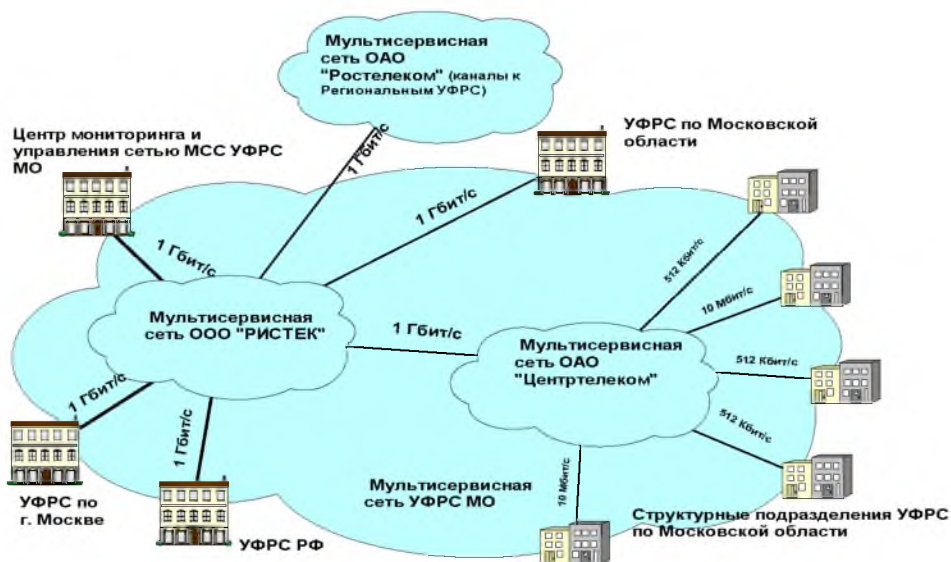 Мультисервисная
сеть ОАО
"Ростелеком" (каналы к
Региональным УФРС)
Центр мониторинга и
управления сетью МСС УФРС
МО
УФРС по Московской
области
1 Гбит/с
1 Гбит/с
1 Гбит/с
512 Кбит/с
10 Мбит/с
Мультисервисная
сеть ООО "РИСТЕК"
1 Гбит/с
Мультисервисная
сеть ОАО
"Центртелеком"
512 Кбит/с
1 Гбит/с
1 Гбит/с
512 Кбит/с
10 Мбит/с
Мультисервисная
сеть УФРС МО
УФРС по
г. Москве
УФРС РФ
Структурные подразделения УФРС
по Московской области